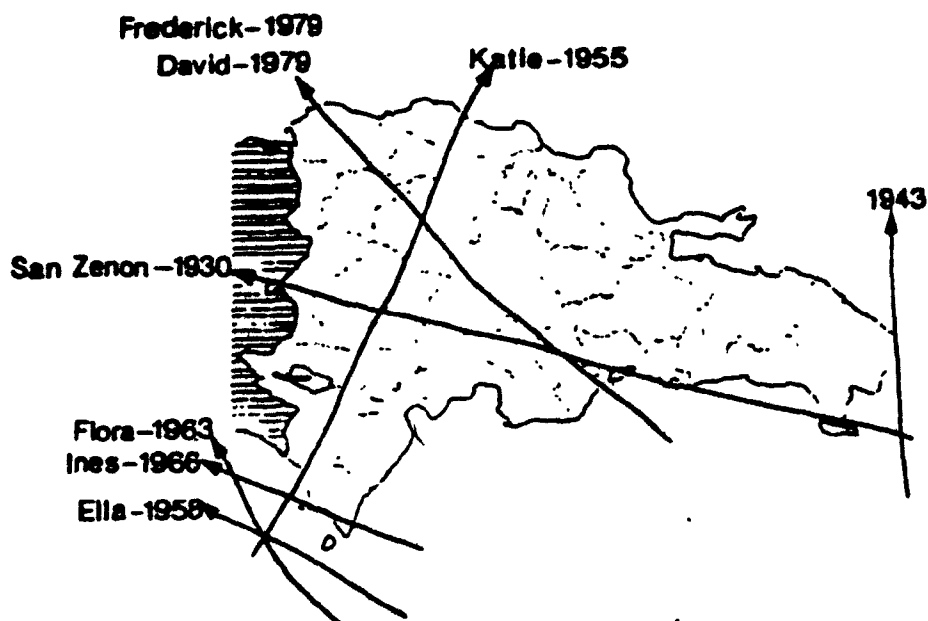 Frederick-1979
David-1979
Katie-1955
1943
San Zenon-1930
Flora-1963
Ines-1966
Ella-1958